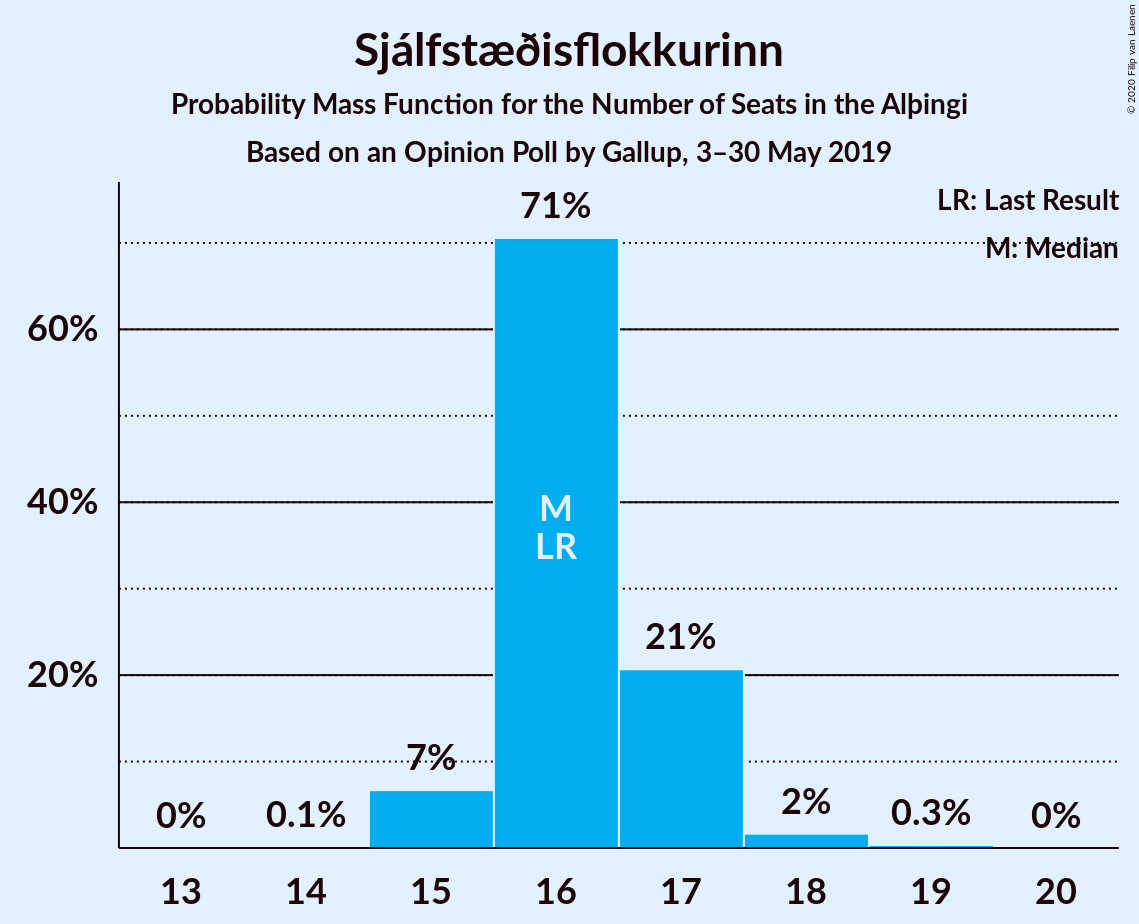 Sjálfstæðisflokkurinn
Probability Mass Function for the Number of Seats in the Alþingi
Based on an Opinion Poll by Gallup, 3–30 May 2019
© 2020 Filip van Laenen
LR: Last Result
M: Median
71%
60%
40%
M
LR
21%
20%
7%
0%
0.1%
2%
0.3%
0%
13 14 15 16 17 18 19 20